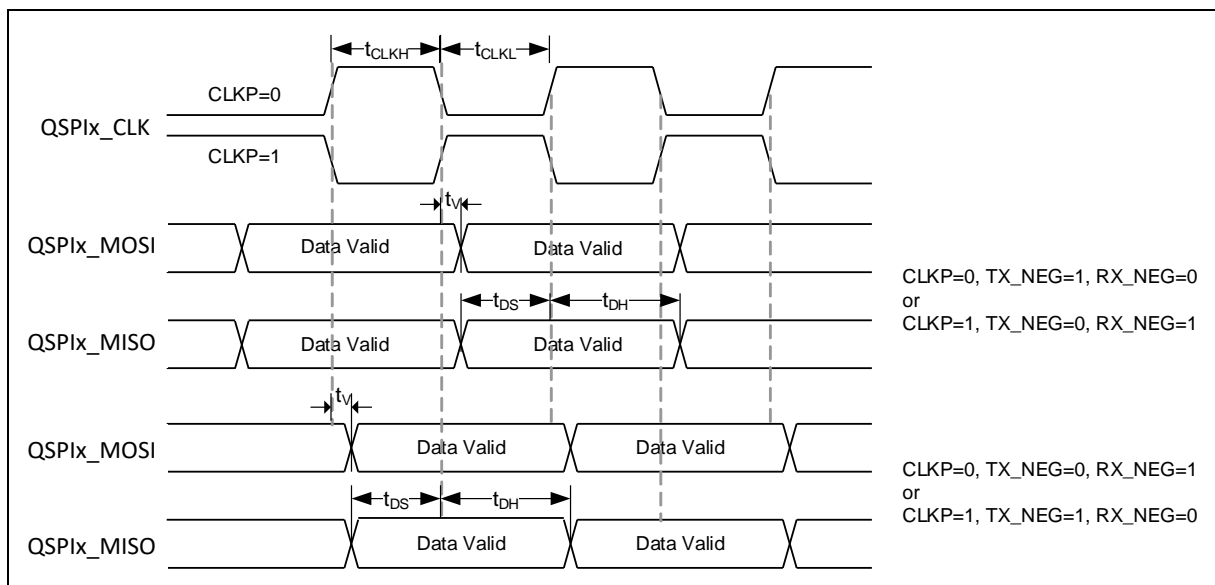 tCLKH tCLKL
CLKP=0
QSPIx_CLK
CLKP=1
tV
QSPIx_MOSI Data Valid Data Valid
CLKP=0, TX_NEG=1, RX_NEG=0
or
CLKP=1, TX_NEG=0, RX_NEG=1
tDS tDH
QSPIx_MISO Data Valid Data Valid
tV
QSPIx_MOSI Data Valid Data Valid
CLKP=0, TX_NEG=0, RX_NEG=1
or
CLKP=1, TX_NEG=1, RX_NEG=0
tDS tDH
QSPIx_MISO Data Valid Data Valid